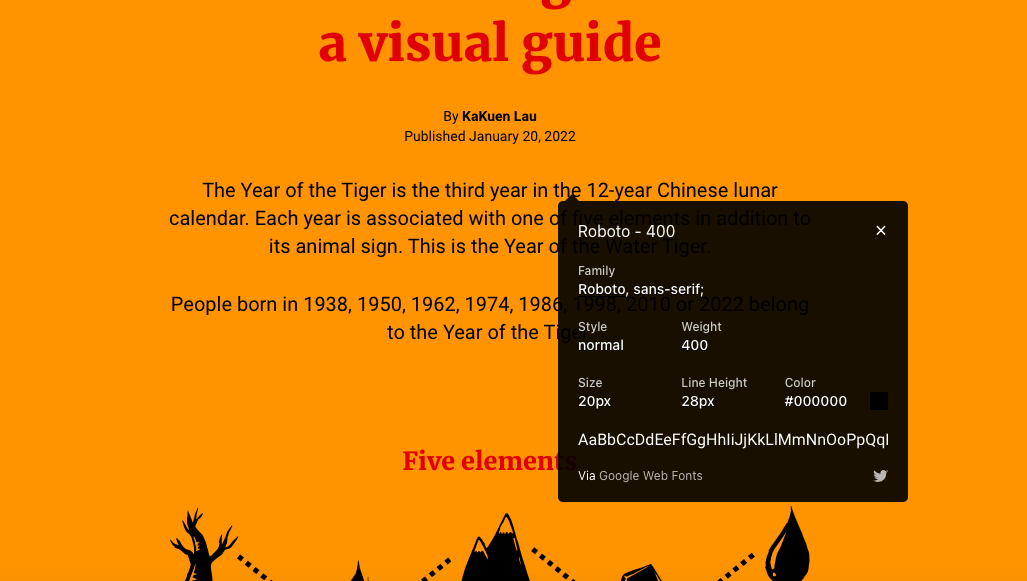 a visual guide
By KaKuen Lau
Published January 20, 2022
The Year of the Tiger is the third year in the 12-year Chinese lunar
calendar. Each year is associated with one of five elements in addition to
its animal sign. This is the Year of the Water Tiger.
People born in 1938, 1950, 1962, 1974, 1986, 1998, 2010 or 2022 belong
to the Year of the Tiger.
Roboto - 400
Family
Roboto, sans-serif;
Style
Weight
normal
400
Size
Line Height
Color
20px
28px
#000000
AaBbCcDdEeFfGgHhIiJjKkLlMmNnOoPpQq
Via Google Web Fonts
Five elements